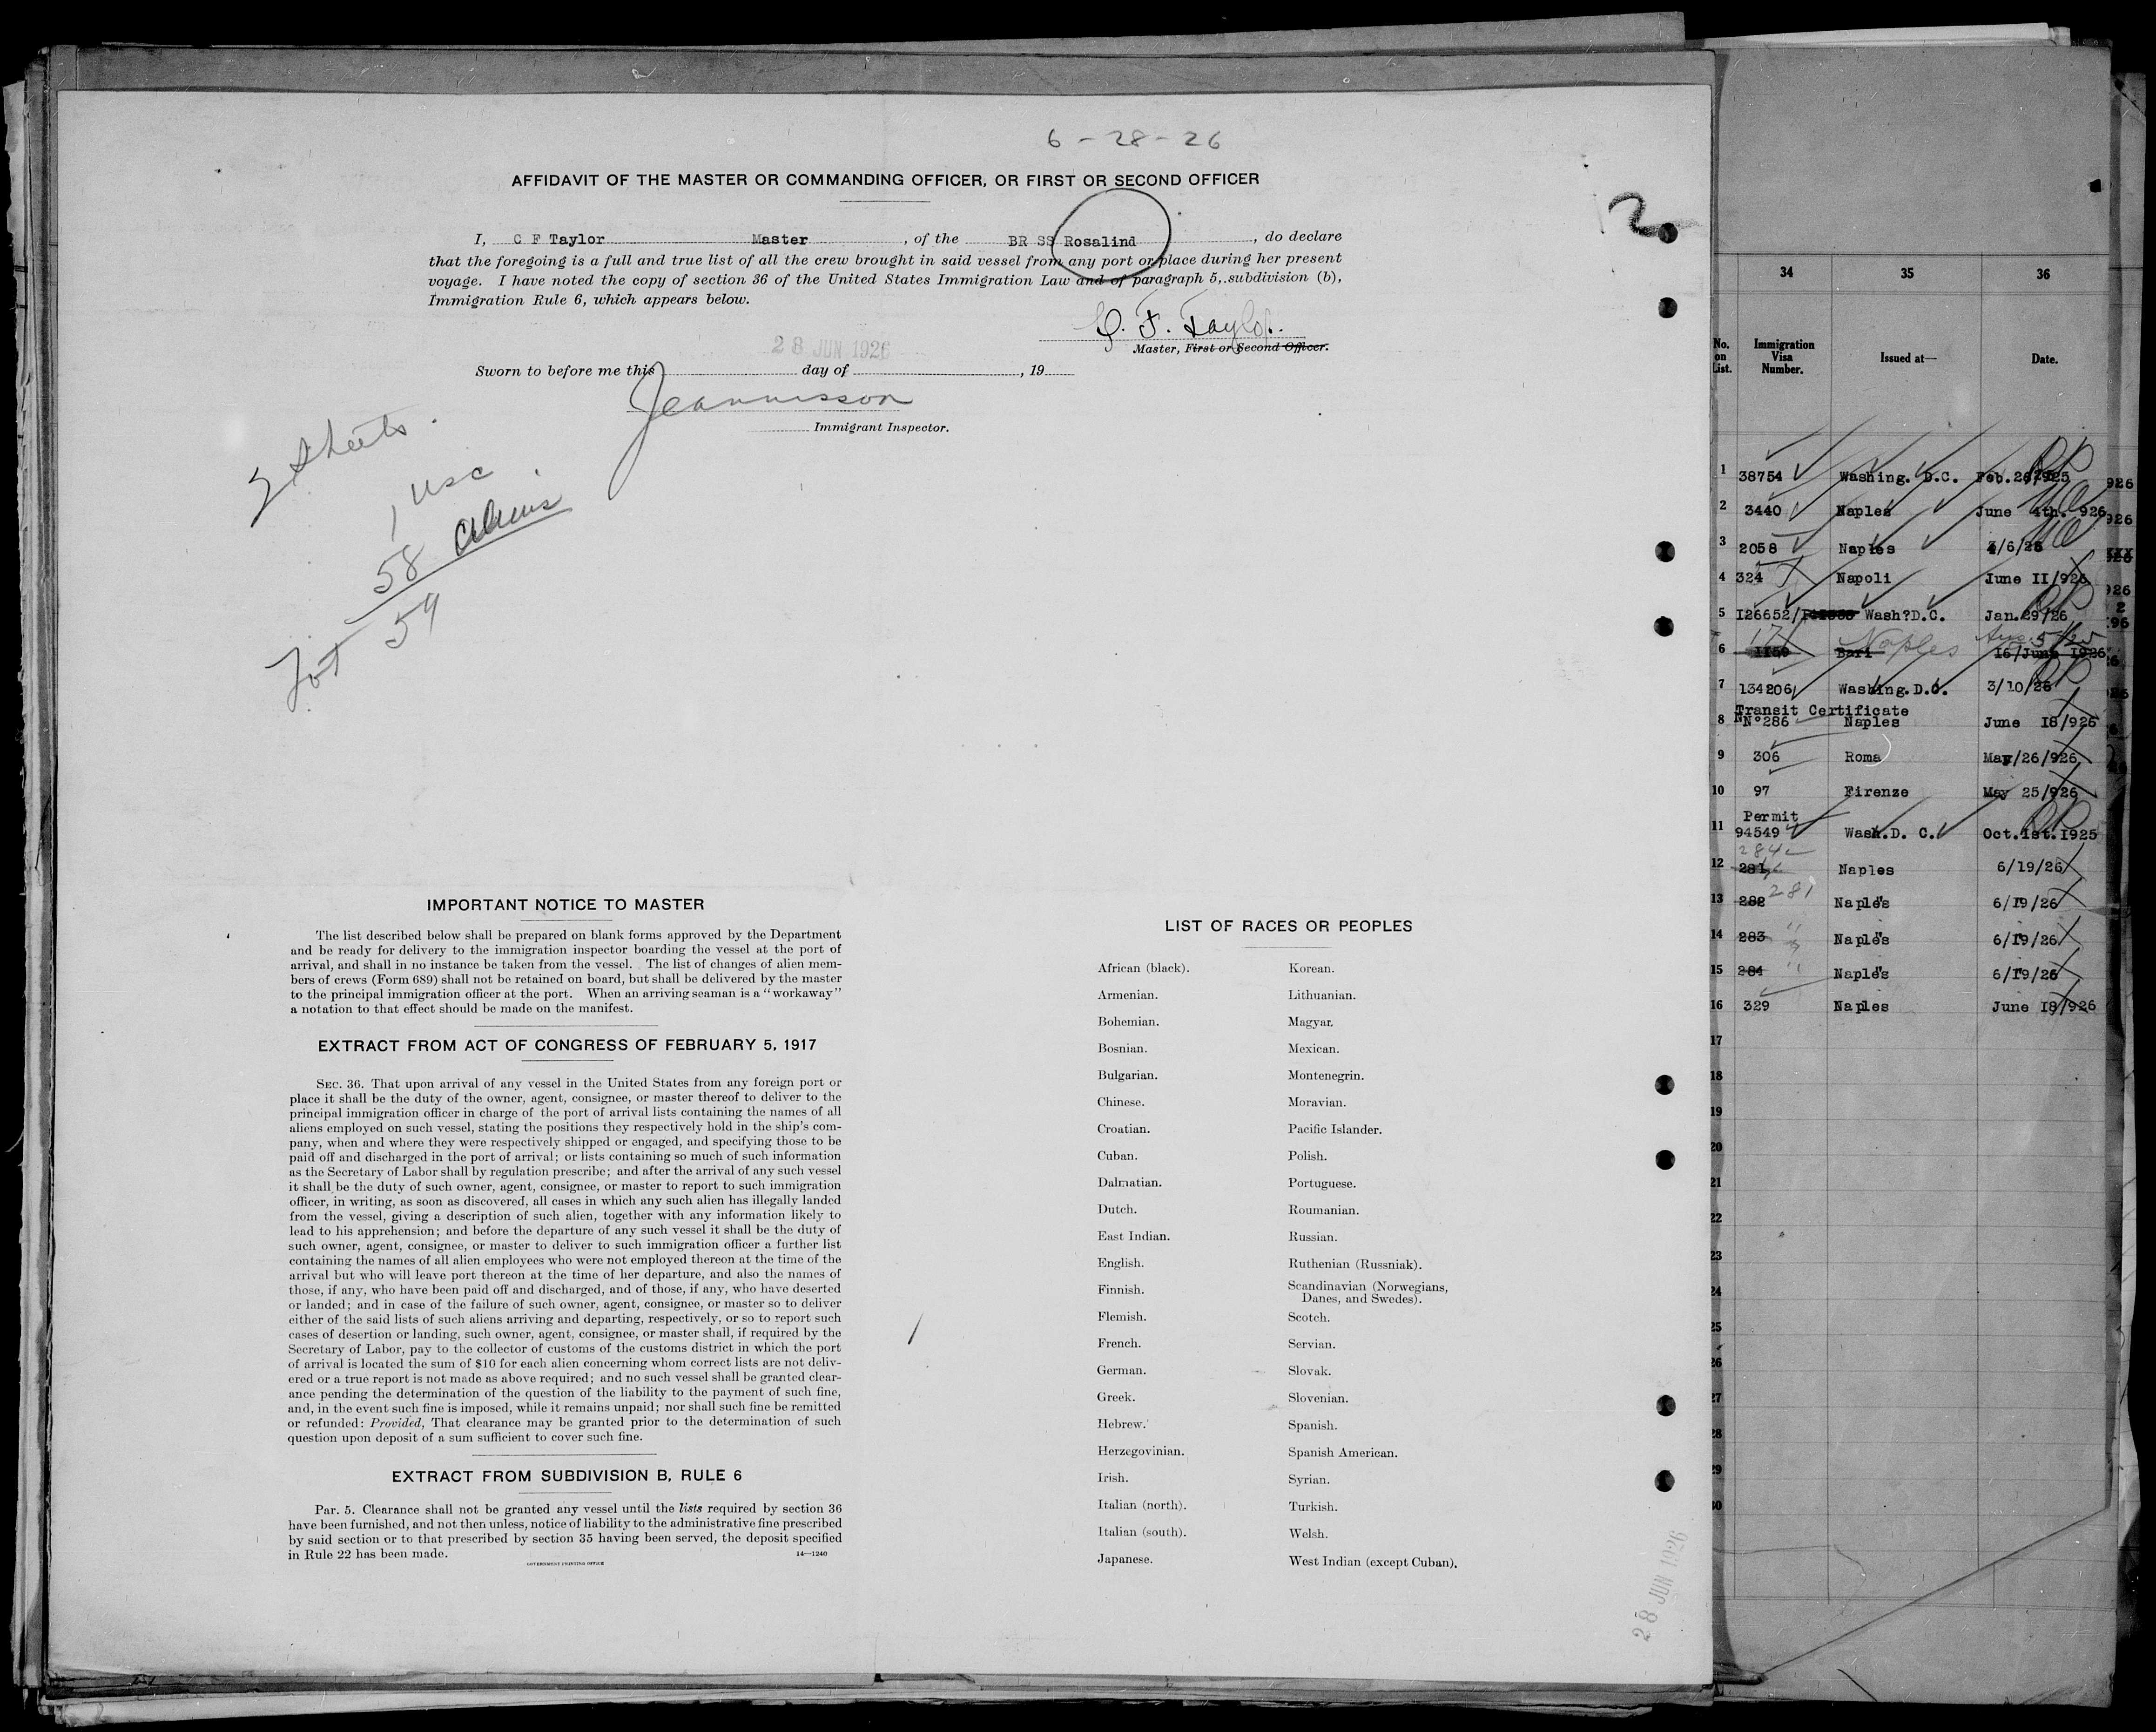 6 - 28 - 26
AFFIDAVIT OF THE MASTER OR COMMANDING OFFICER, OR FIRST OR SECOND OFFICER
2
I, C F Taylor Master, of the BR SS Rosalind, do declare
that the foregoing is a full and true list of all the crew brought in said vessel from any port or place during her present
voyage. I have noted the copy of section 36 of the United States Immigration Law and of paragraph 5, subdivision (b),
Immigration Rule 6, which appears below.
C. F. Taylor.
Master, First or Second Officer.
28 JUN 1926
Sworn to before me this day of , 19
Jeannisson
Immigrant Inspector.
sheets.
1 usc
58 aliens
Tot 59
IMPORTANT NOTICE TO MASTER
The list described below shall be prepared on blank forms approved by the Department
and be ready for delivery to the immigration inspector boarding the vessel at the port of
arrival, and shall in no instance be taken from the vessel. The list of changes of alien mem-
bers of crews (Form 689) shall not be retained on board, but shall be delivered by the master
to the principal immigration officer at the port. When an arriving seaman is a "workaway"
a notation to that effect should be made on the manifest.
EXTRACT FROM ACT OF CONGRESS OF FEBRUARY 5, 1917
SEC. 36. That upon arrival of any vessel in the United States from any foreign port or
place it shall be the duty of the owner, agent, consignee, or master thereof to deliver to the
principal immigration officer in charge of the port of arrival lists containing the names of all
aliens employed on such vessel, stating the positions they respectively hold in the ship's com-
pany, when and where they were respectively shipped or engaged, and specifying those to be
paid off and discharged in the port of arrival; or lists containing so much of such information
as the Secretary of Labor shall by regulation prescribe; and after the arrival of any such vessel
it shall be the duty of such owner, agent, consignee, or master to report to such immigration
officer, in writing, as soon as discovered, all cases in which any such alien has illegally landed
from the vessel, giving a description of such alien, together with any information likely to
lead to his apprehension; and before the departure of any such vessel it shall be the duty of
such owner, agent, consignee, or master to deliver to such immigration officer a further list
containing the names of all alien employees who were not employed thereon at the time of the
arrival but who will leave port thereon at the time of her departure, and also the names of
those, if any, who have been paid off and discharged, and of those, if any, who have deserted
or landed; and in case of the failure of such owner, agent, consignee, or master so to deliver
either of the said lists of such aliens arriving and departing, respectively, or so to report such
cases of desertion or landing, such owner, agent, consignee, or master shall, if required by the
Secretary of Labor, pay to the collector of customs of the customs district in which the port
of arrival is located the sum of $10 for each alien concerning whom correct lists are not deliv-
ered or a true report is not made as above required; and no such vessel shall be granted clear-
ance pending the determination of the question of the liability to the payment of such fine,
and, in the event such fine is imposed, while it remains unpaid; nor shall such fine be remitted
or refunded: Provided, That clearance may be granted prior to the determination of such
question upon deposit of a sum sufficient to cover such fine.
EXTRACT FROM SUBDIVISION B, RULE 6
Par. 5. Clearance shall not be granted any vessel until the lists required by section 36
have been furnished, and not then unless, notice of liability to the administrative fine prescribed
by said section or to that prescribed by section 35 having been served, the deposit specified
in Rule 22 has been made.
14—1240
GOVERNMENT PRINTING OFFICE
LIST OF RACES OR PEOPLES
African (black). Korean.
Armenian. Lithuanian.
Bohemian. Magyar.
Bosnian. Mexican.
Bulgarian. Montenegrin.
Chinese. Moravian.
Croatian. Pacific Islander.
Cuban. Polish.
Dalmatian. Portuguese.
Dutch. Roumanian.
East Indian. Russian.
English. Ruthenian (Russniak).
Finnish. Scandinavian (Norwegians,
Danes, and Swedes).
Flemish. Scotch.
French. Servian.
German. Slovak.
Greek. Slovenian.
Hebrew. Spanish.
Herzegovinian. Spanish American.
Irish. Syrian.
Italian (north). Turkish.
Italian (south). Welsh.
Japanese. West Indian (except Cuban).
28 JUN 1926
34 35 36
No. on List. Immigration Visa Number. Issued at— Date.
1 38754 Washing. D.C. Feb.26/925
2 3440 Naples June 4th. 926
3 2058 Naples /6/26
4 324 Napoli June II/926
5 I26652/ Wash?D.C. Jan.29/26
6 1150 Bari Naples 16/June 1926 Aug. 5/25
7 134206 Washing.D.C. 3/10/26
Transit Certificate
8 N°286 Naples June I8/926
9 306 Roma May/26/926
10 97 Firenze May 25/926
Permit
11 94549 Wash.D. C. Oct.1st.1925
284
12 281 Naples 6/19/26
13 282 281 Naples 6/19/26
14 283 " Naples 6/19/26
15 284 " Naples 6/19/26
16 329 Naples June 18/926
17
18
19
20
21
22
23
24
25
26
27
28
29
30